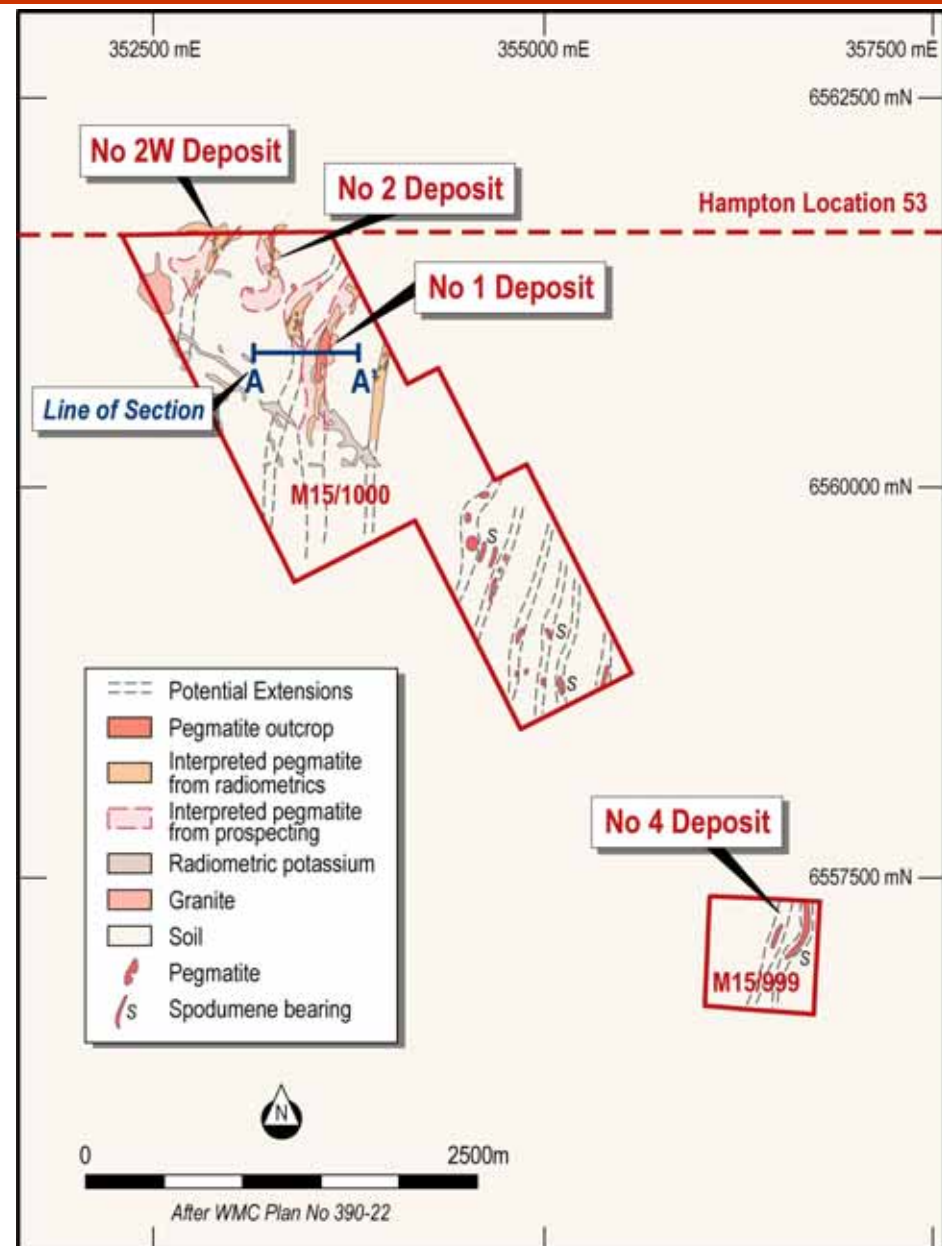 352500 mE
355000 mE
357500 mE
6562500 mN
No 2W Deposit
No 2 Deposit
Hampton Location 53
No 1 Deposit
A
A¹
Line of Section
M15/1000
6560000 mN
S
S
S
Potential Extensions
Pegmatite outcrop
Interpreted pegmatite
from radiometrics
Interpreted pegmatite
from prospecting
Radiometric potassium
Granite
Soil
Pegmatite
S
Spodumene bearing
No 4 Deposit
6557500 mN
S
M15/999
N
0
2500m
After WMC Plan No 390-22